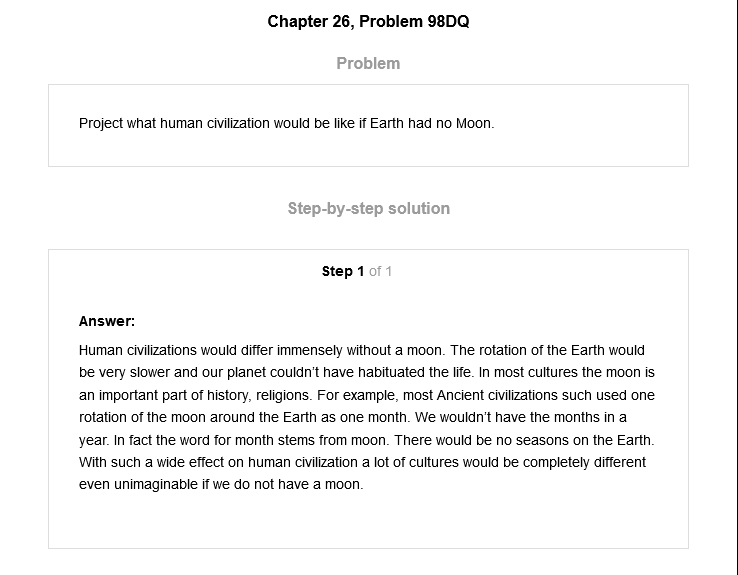 Chapter 26, Problem 98DQ
Problem
Project what human civilization would be like if Earth had no Moon.
Step-by-step solution
Step 1 of 1
Answer:
Human civilizations would differ immensely without a moon. The rotation of the Earth would
be very slower and our planet couldn't have habituated the life. In most cultures the moon is
an important part of history, religions. For example, most Ancient civilizations such used one
rotation of the moon around the Earth as one month. We wouldn't have the months in a
year. In fact the word for month stems from moon. There would be no seasons on the Earth.
With such a wide effect on human civilization a lot of cultures would be completely different
even unimaginable if we do not have a moon.